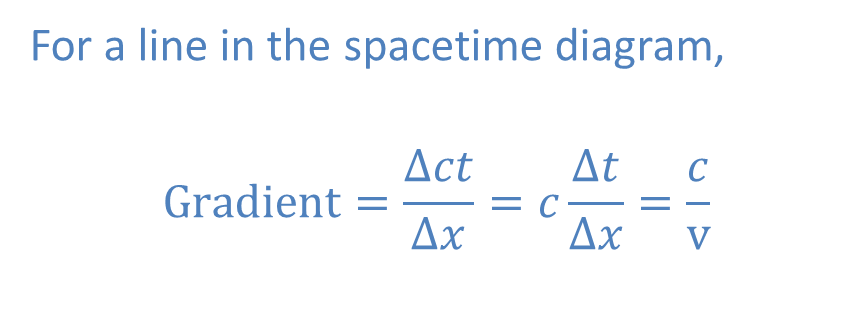 For a line in the spacetime diagram,
Gradient = Δct/Δx = c Δt/Δx = c/v